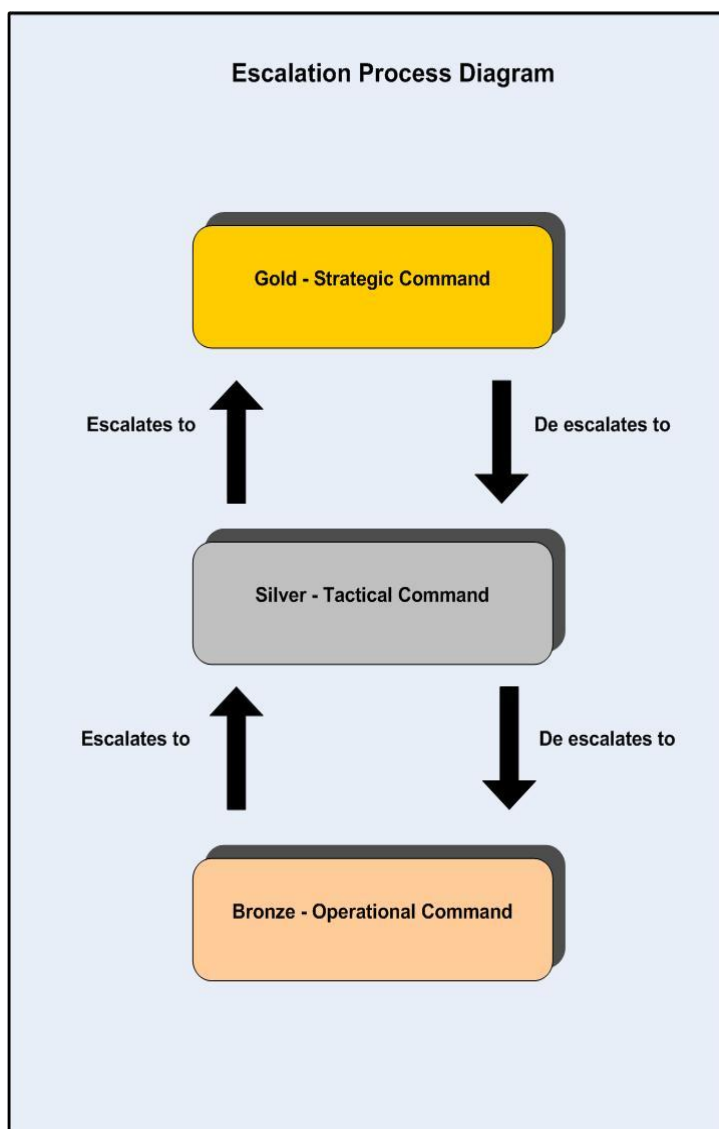 Escalation Process Diagram
Gold - Strategic Command
Escalates to
De escalates to
Silver - Tactical Command
Escalates to
De escalates to
Bronze - Operational Command